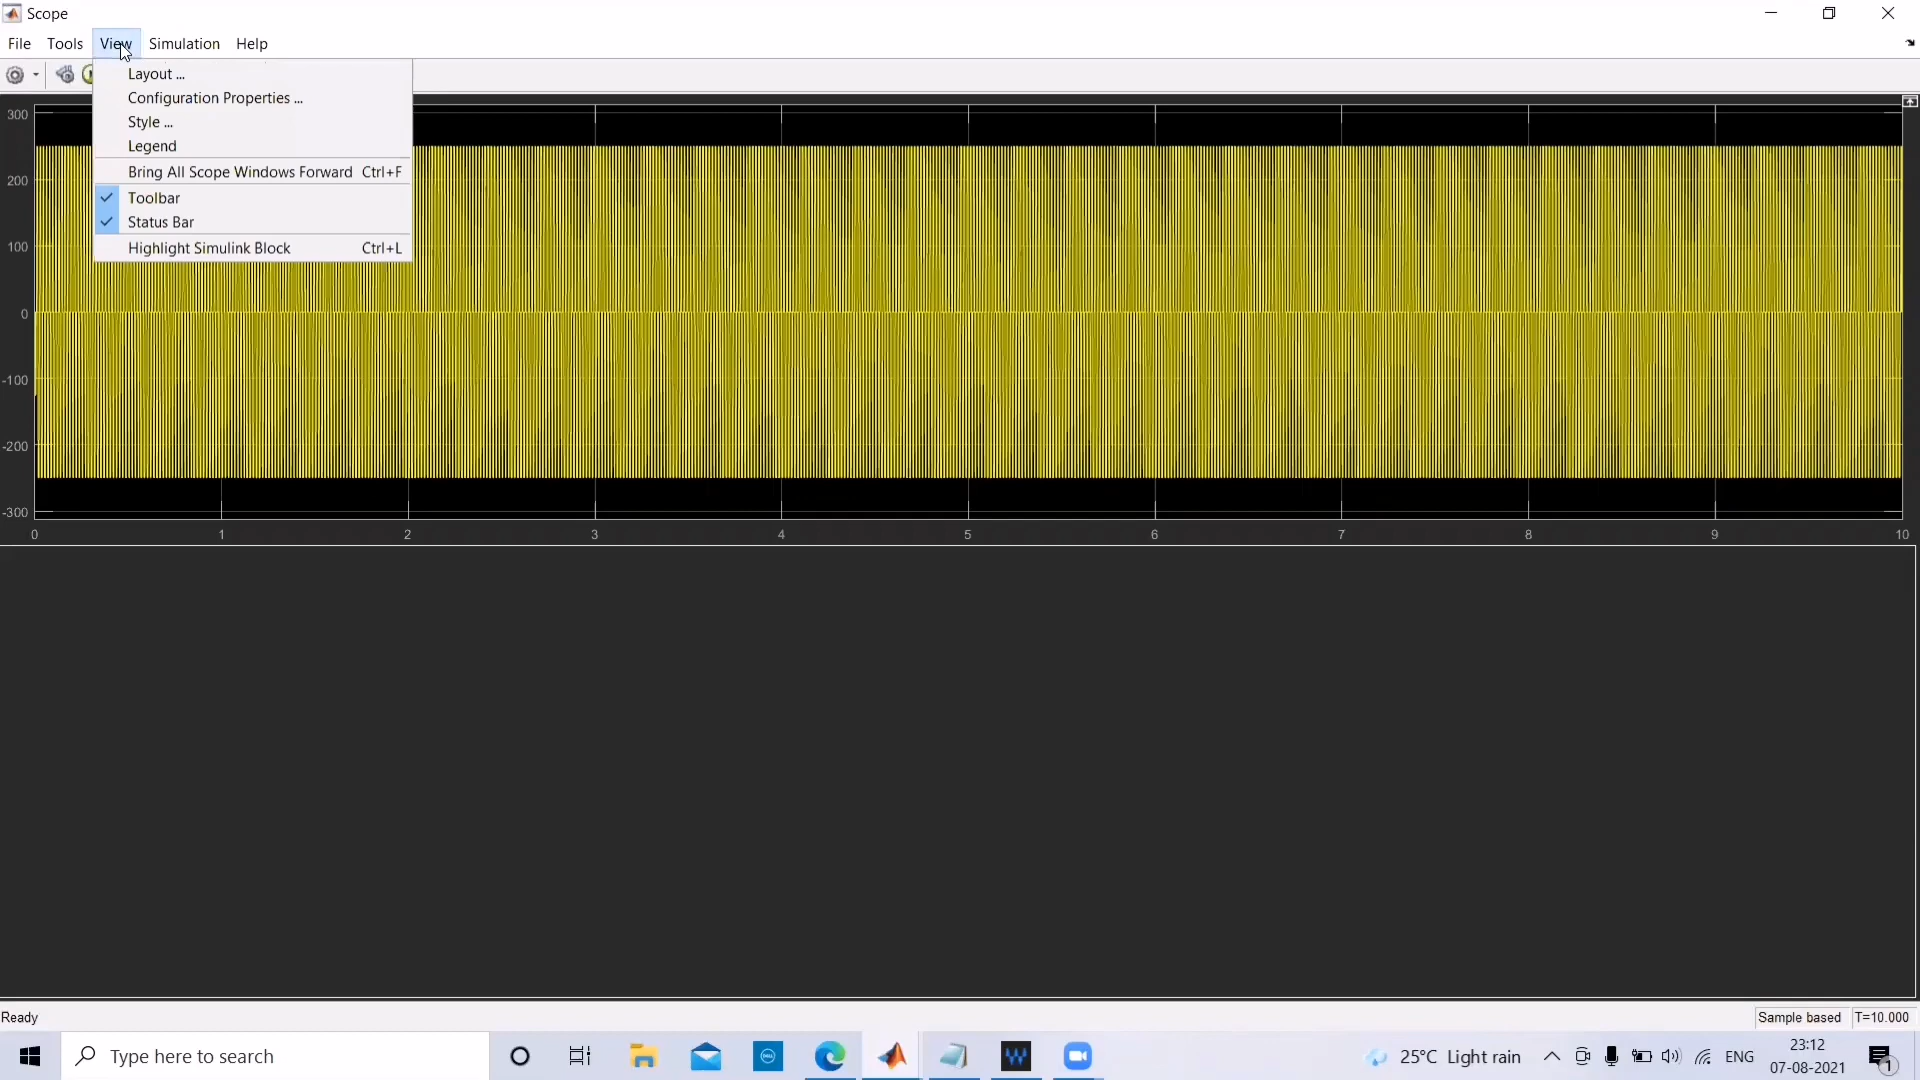 Scope
File Tools View Simulation Help
Layout ...
Configuration Properties ...
Style ...
Legend
Bring All Scope Windows Forward Ctrl+F
Toolbar
Status Bar
Highlight Simulink Block Ctrl+L
300
200
100
0
-100
-200
-300
0 1 2 3 4 5 6 7 8 9 10
Ready Sample based T=10.000
Type here to search DELL W 25°C Light rain ENG 23:12
07-08-2021 1